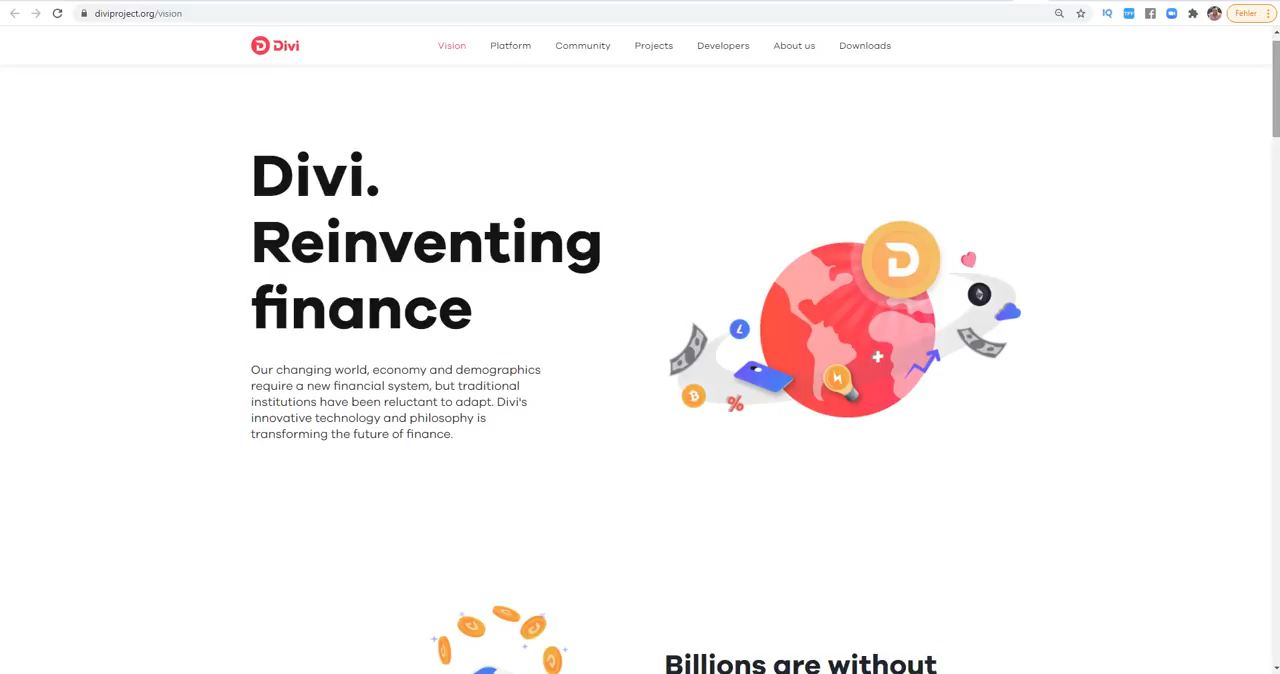 diviproject.org/vision
IQ
Fehler
Divi
Vision
Platform
Community
Projects
Developers
About us
Downloads
Divi.
Reinventing
finance
Our changing world, economy and demographics
require a new financial system, but traditional
institutions have been reluctant to adapt. Divi's
innovative technology and philosophy is
transforming the future of finance.
Billions are without